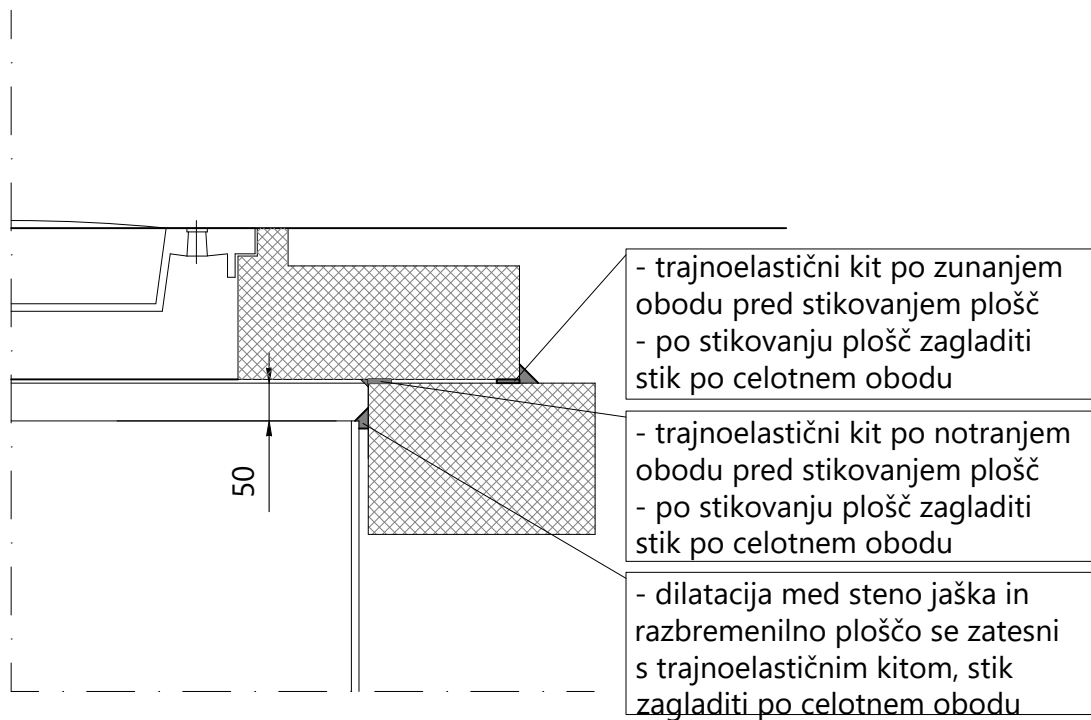 - trajnoelastični kit po zunanjem
obodu pred stikovanjem plošč
- po stikovanju plošč zagladiti
stik po celotnem obodu
- trajnoelastični kit po notranjem
obodu pred stikovanjem plošč
- po stikovanju plošč zagladiti
stik po celotnem obodu
50
- dilatacija med steno jaška in
razbremenilno ploščo se zatesni
s trajnoelastičnim kitom, stik
zagladiti po celotnem obodu